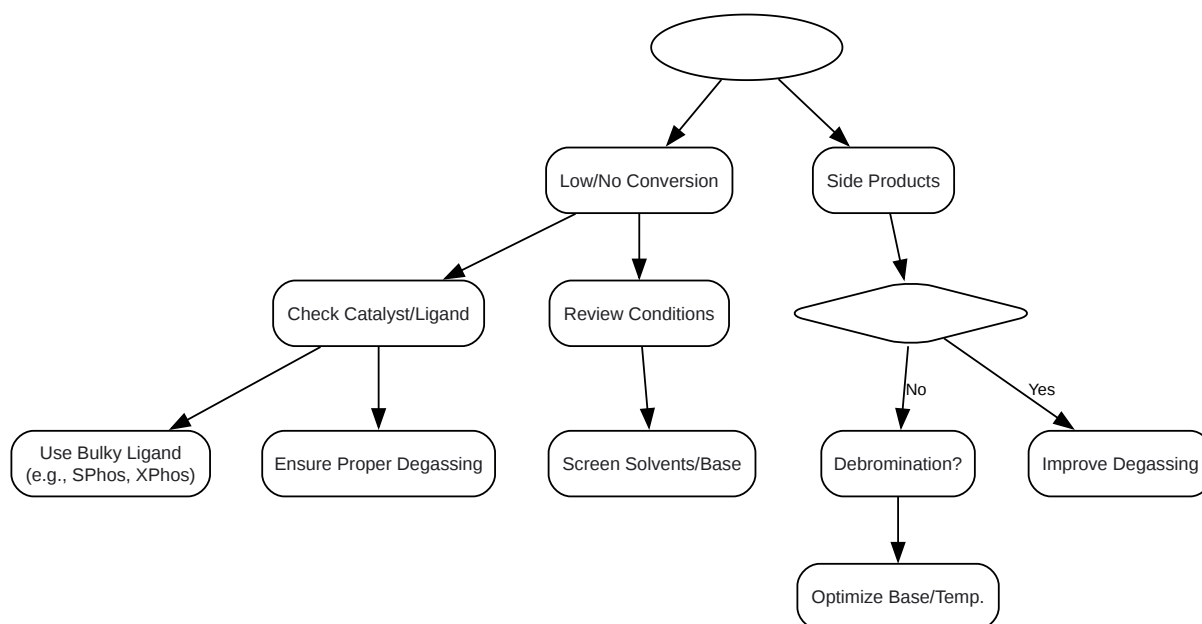 Low/No Conversion
Side Products
Check Catalyst/Ligand
Review Conditions
No
Yes
Use Bulky Ligand
(e.g., SPhos, XPhos)
Ensure Proper Degassing
Screen Solvents/Base
Debromination?
Improve Degassing
Optimize Base/Temp.